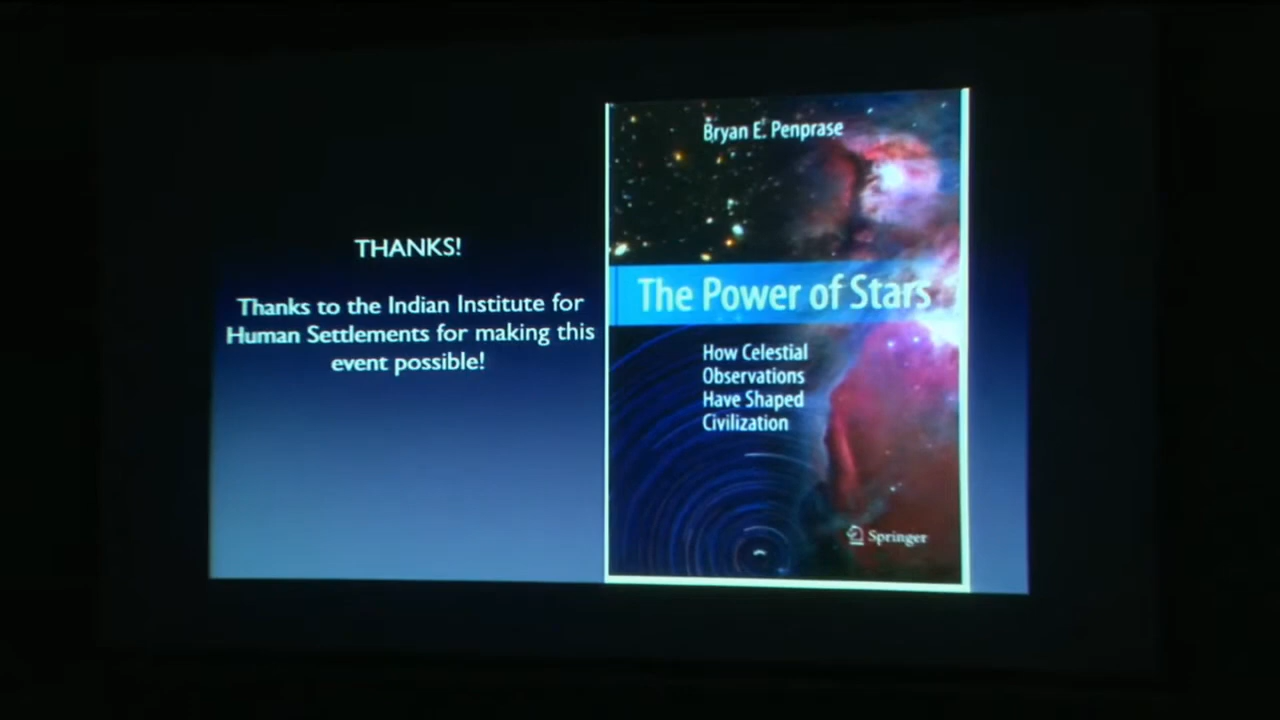 THANKS!
Thanks to the Indian Institute for
Human Settlements for making this
event possible!
Bryan E. Penprase
The Power of Stars
How Celestial
Observations
Have Shaped
Civilization
Springer